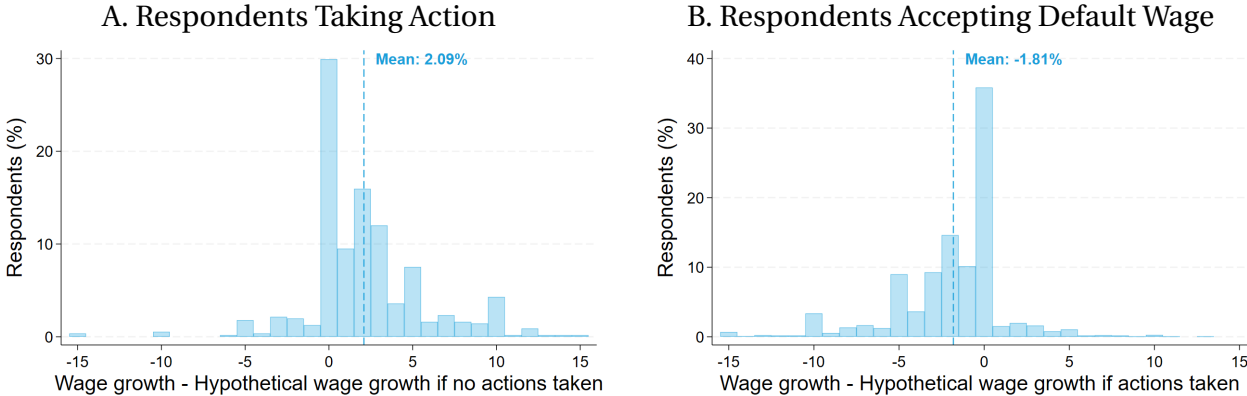 A. Respondents Taking Action
Mean: 2.09%
Respondents (%)
30
20
10
0
-15 -10 -5 0 5 10 15
Wage growth - Hypothetical wage growth if no actions taken
B. Respondents Accepting Default Wage
Mean: -1.81%
Respondents (%)
40
30
20
10
0
-15 -10 -5 0 5 10 15
Wage growth - Hypothetical wage growth if actions taken